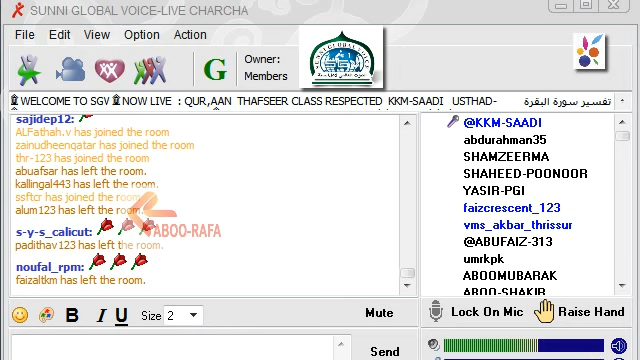 SUNNI GLOBAL VOICE-LIVE CHARCHA
File Edit View Option Action
G Owner:
Members
SUNNI GLOBAL VOICE
WELCOME TO SGV NOW LIVE : QUR,AAN THAFSEER CLASS RESPECTED KKM-SAADI USTHAD- تفسير سورة البقرة
sajidep12:
ALFathah.v has joined the room
zainudheenqatar has joined the room
thr-123 has joined the room
abuafsar has left the room.
kallingal443 has left the room.
ssftcr has joined the room
alum123 has left the room.
s-y-s_calicut:
padithav123 has left the room.
noufal_rpm:
faizaltkm has left the room.
ABOO-RAFA
@KKM-SAADI
abdurahman35
SHAMZEERMA
SHAHEED-POONOOR
YASIR-PGI
faizcrescent_123
vms_akbar_thrissur
@ABUFAIZ-313
umrkpk
ABOOMUBARAK
ABOO-SHAKIR
B I U Size 2 Mute
Lock On Mic Raise Hand
Send